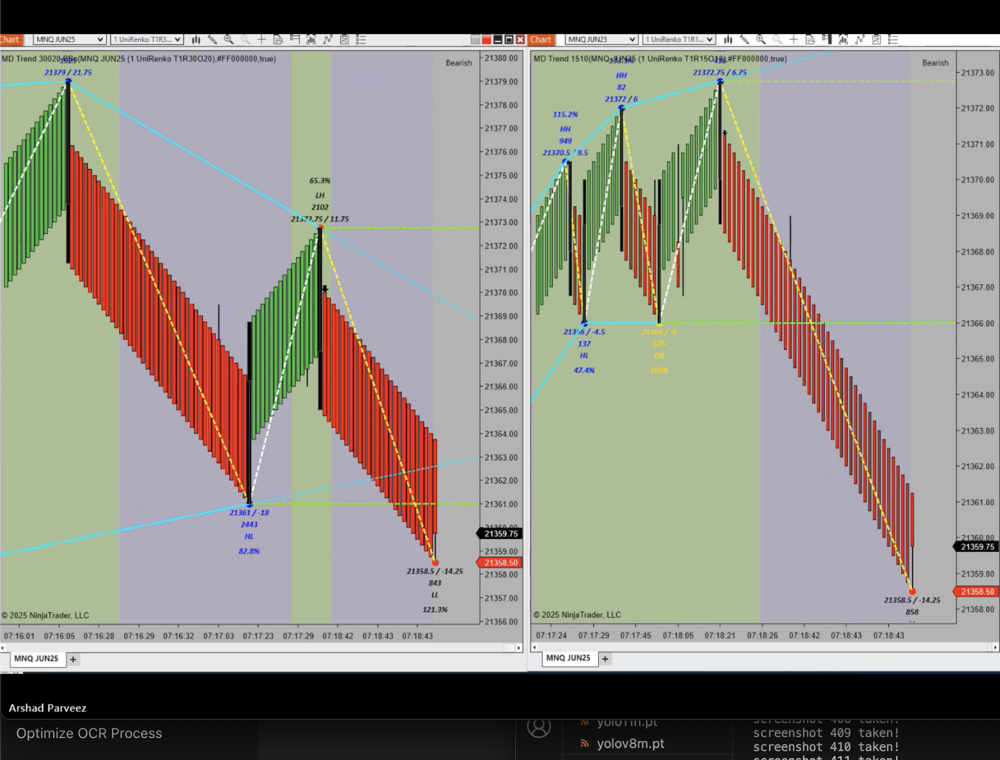 Chart
MNQ JUN25
1 UniRenko T1R3...
MD Trend 30020
(MNQ JUN25 (1 UniRenko T1R30O20),#FF000000,true)
Bearish
21379 / 21.75
65.3%
LH
2102
/ 11.75
21361 / -18
2443
HL
82.8%
21358.5 / -14.25
843
LL
121.3%
© 2025 NinjaTrader, LLC
21380.00
21379.00
21378.00
21377.00
21376.00
21375.00
21374.00
21373.00
21372.00
21371.00
21370.00
21369.00
21368.00
21367.00
21366.00
21365.00
21364.00
21363.00
21362.00
21361.00
21359.75
21359.00
21358.50
21357.00
21356.00
07:16:01
07:16:05
07:16:28
07:16:29
07:16:32
07:17:03
07:17:23
07:17:29
07:18:42
07:18:43
07:18:43
MNQ JUN25
+
Chart
MNQ JUN25
1 UniRenko T1R1...
MD Trend 1510(MNQ JUN25 (1 UniRenko T1R15O
),#FF000000,true)
Bearish
HH
82
21372 / 6
21372.75 / 6.75
115.2%
HH
949
21370.5 / 9.5
/ -4.5
137
HL
47.4%
525
100%
21358.5 / -14.25
858
21373.00
21372.00
21371.00
21370.00
21369.00
21368.00
21367.00
21366.00
21365.00
21364.00
21363.00
21362.00
21361.00
21360.00
21359.75
21358.50
21358.00
© 2025 NinjaTrader, LLC
07:17:24
07:17:29
07:17:45
07:18:05
07:18:21
07:18:26
07:18:42
07:18:43
07:18:43
MNQ JUN25
+
Arshad Parveez
Optimize OCR Process
yolo11n.pt
yolov8m.pt
screenshot 409 taken!
screenshot 410 taken!
screenshot 411 taken!